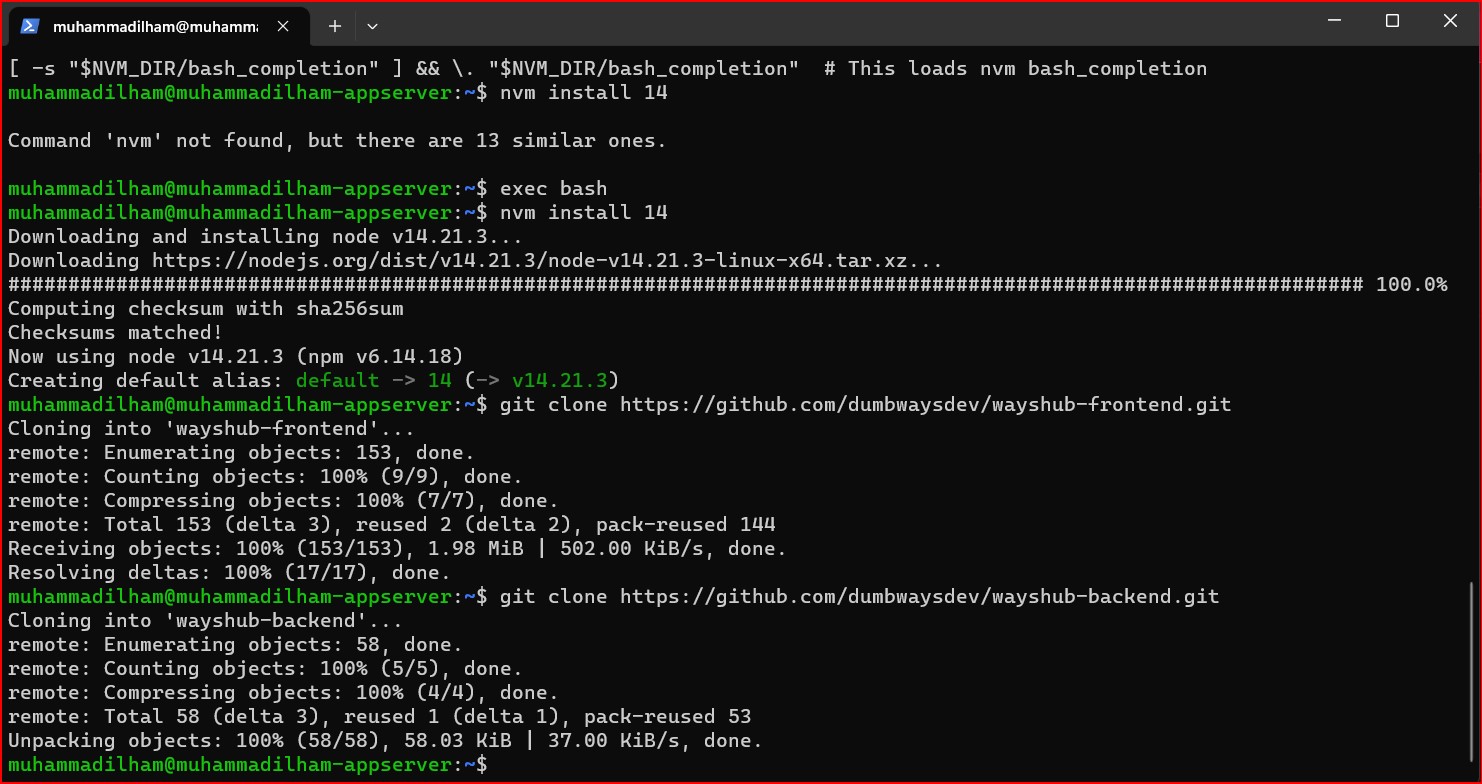 muhammadilham@muhamma
[ -s "$NVM_DIR/bash_completion" ] && \. "$NVM_DIR/bash_completion"  # This loads nvm bash_completion
muhammadilham@muhammadilham-appserver:~$ nvm install 14
Command 'nvm' not found, but there are 13 similar ones.
muhammadilham@muhammadilham-appserver:~$ exec bash
muhammadilham@muhammadilham-appserver:~$ nvm install 14
Downloading and installing node v14.21.3...
Downloading https://nodejs.org/dist/v14.21.3/node-v14.21.3-linux-x64.tar.xz...
################################################################################################################# 100.0%
Computing checksum with sha256sum
Checksums matched!
Now using node v14.21.3 (npm v6.14.18)
Creating default alias: default -> 14 (-> v14.21.3)
muhammadilham@muhammadilham-appserver:~$ git clone https://github.com/dumbwaysdev/wayshub-frontend.git
Cloning into 'wayshub-frontend'...
remote: Enumerating objects: 153, done.
remote: Counting objects: 100% (9/9), done.
remote: Compressing objects: 100% (7/7), done.
remote: Total 153 (delta 3), reused 2 (delta 2), pack-reused 144
Receiving objects: 100% (153/153), 1.98 MiB | 502.00 KiB/s, done.
Resolving deltas: 100% (17/17), done.
muhammadilham@muhammadilham-appserver:~$ git clone https://github.com/dumbwaysdev/wayshub-backend.git
Cloning into 'wayshub-backend'...
remote: Enumerating objects: 58, done.
remote: Counting objects: 100% (5/5), done.
remote: Compressing objects: 100% (4/4), done.
remote: Total 58 (delta 3), reused 1 (delta 1), pack-reused 53
Unpacking objects: 100% (58/58), 58.03 KiB | 37.00 KiB/s, done.
muhammadilham@muhammadilham-appserver:~$